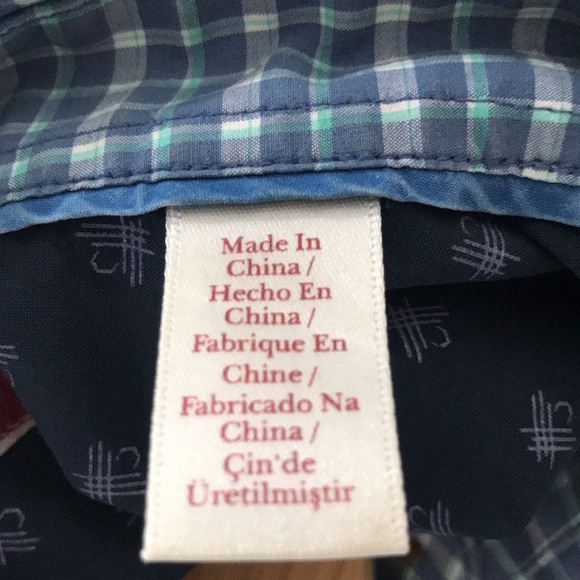 Made In
China /
Hecho En
China /
Fabrique En
Chine /
Fabricado Na
China /
Çin'de
Üretilmiştir